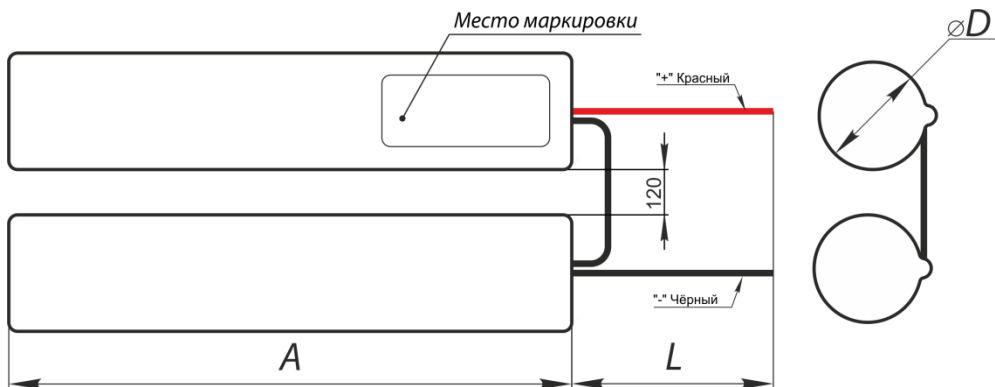 Место маркировки
⌀D
"+" Красный
120
"-" Чёрный
A
L